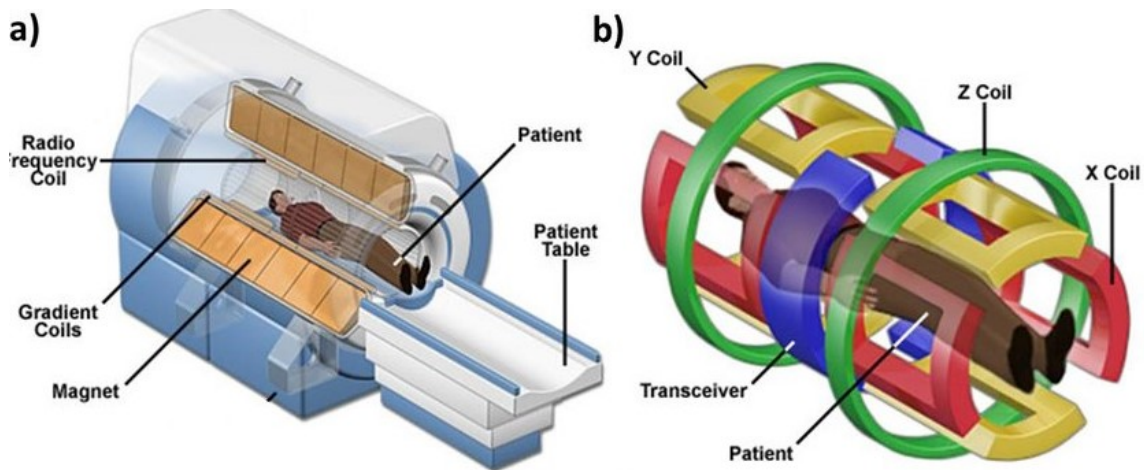 a)
Radio
requency
Coil
Patient
Patient
Table
Gradient
Coils
Magnet
b)
Y Coil
Z Coil
X Coil
Transceiver
Patient